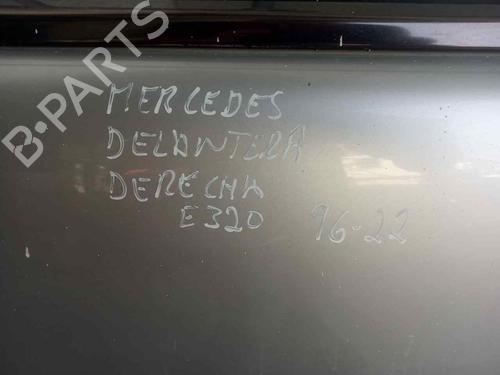 B-PARTS
MERCEDES
DELANTERA
DERECHA
E320 96-22